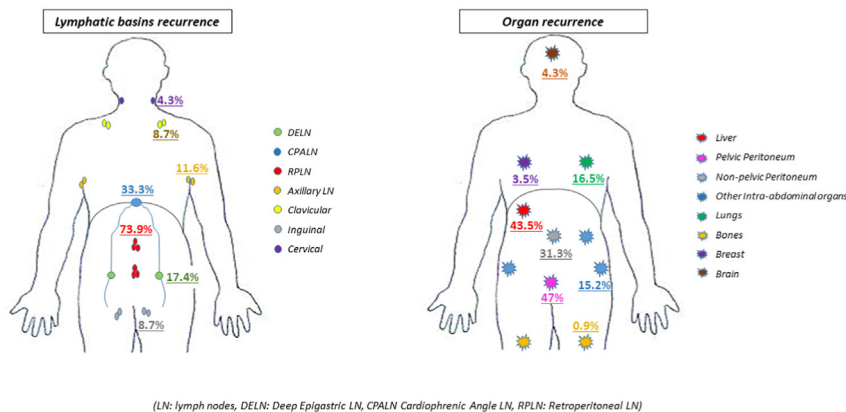 Lymphatic basins recurrence
4.3%
8.7%
11.6%
33.3%
73.9%
17.4%
8.7%
DELN
CPALN
RPLN
Axillary LN
Clavicular
Inguinal
Cervical
Organ recurrence
4.3%
3.5%
16.5%
43.5%
31.3%
15.2%
47%
0.9%
Liver
Pelvic Peritoneum
Non-pelvic Peritoneum
Other Intra-abdominal organs
Lungs
Bones
Breast
Brain
(LN: lymph nodes, DELN: Deep Epigastric LN, CPALN Cardiophrenic Angle LN, RPLN: Retroperitoneal LN)